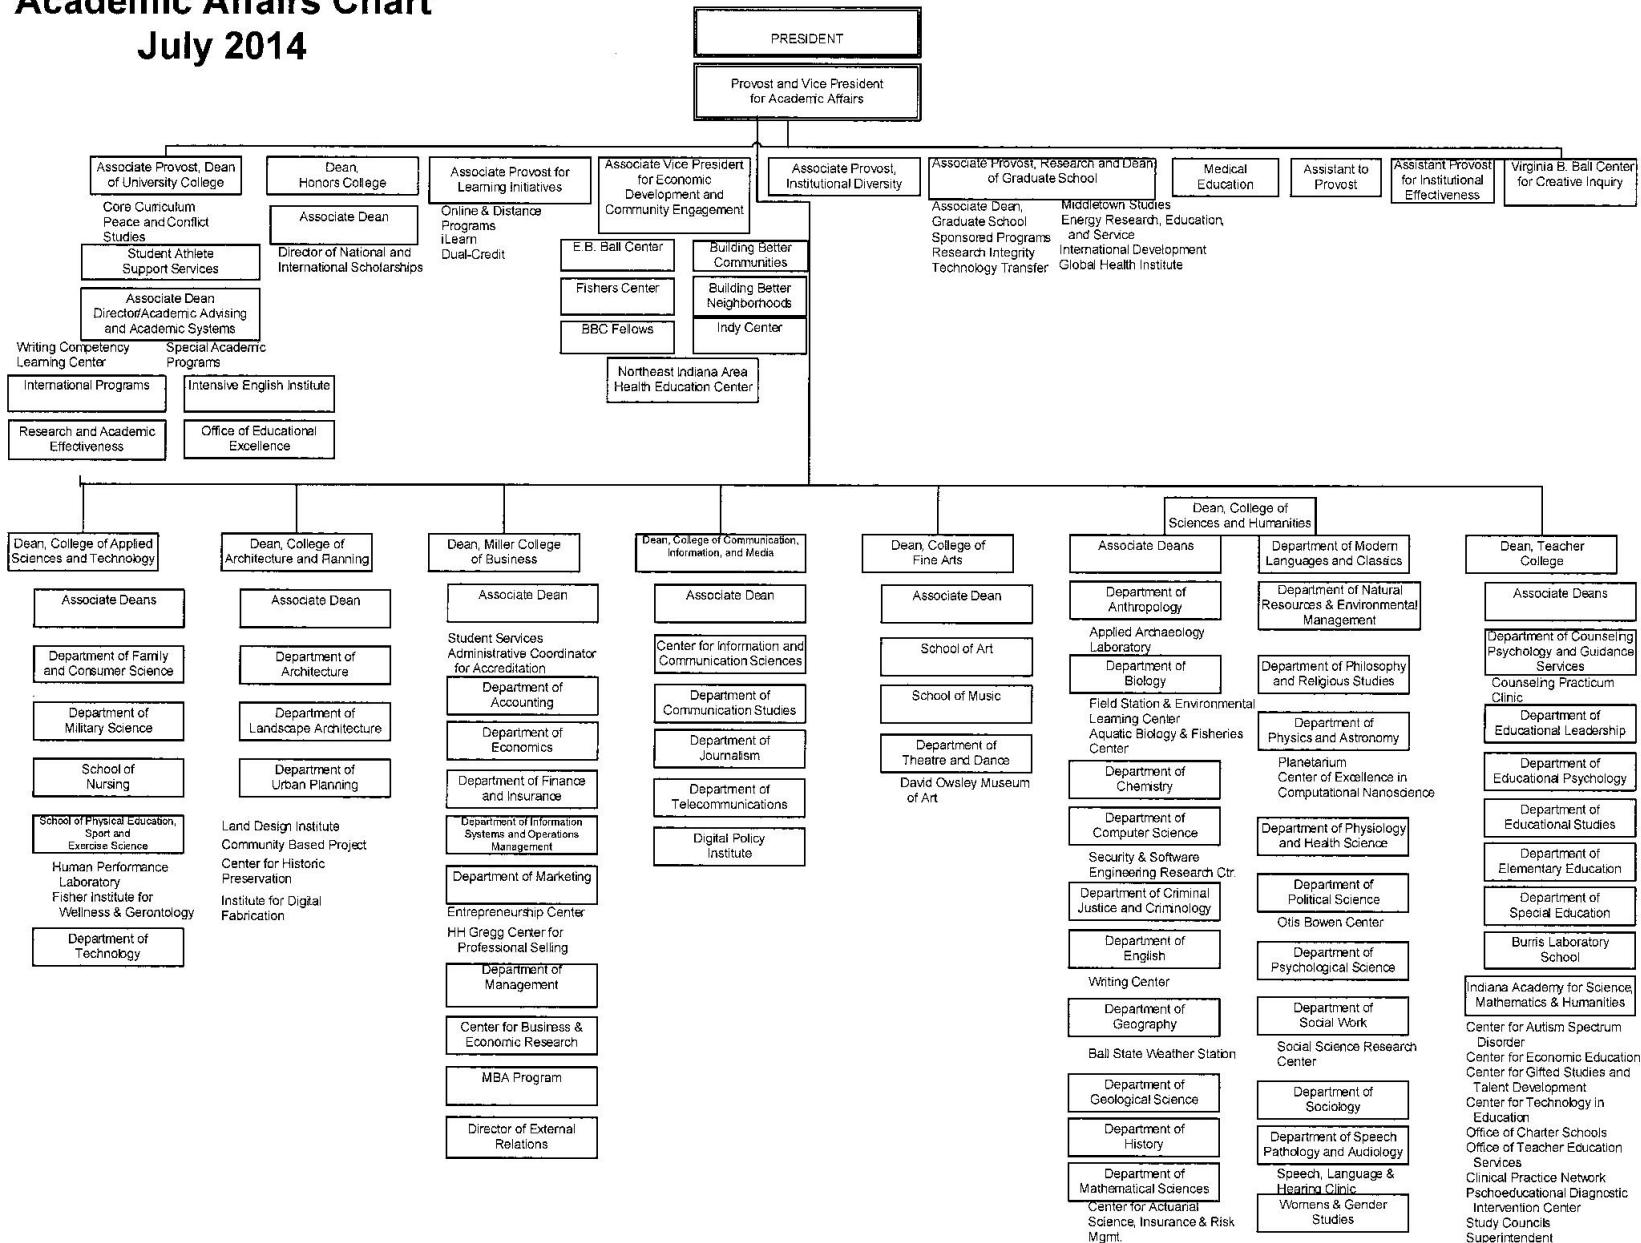 Academic Affairs Chart
July 2014
PRESIDENT
Provost and Vice President
for Academic Affairs
Associate Provost, Dean
of University College
Core Curriculum
Peace and Conflict
Studies
Student Athlete
Support Services
Associate Dean
Director/Academic Advising
and Academic Systems
Writing Competency
Learning Center
Special Academic
Programs
International Programs
Intensive English Institute
Research and Academic
Effectiveness
Office of Educational
Excellence
Dean,
Honors College
Associate Dean
Director of National and
International Scholarships
Associate Provost for
Learning Initiatives
Online & Distance
Programs
iLearn
Dual-Credit
Associate Vice President
for Economic
Development and
Community Engagement
E.B. Ball Center
Building Better
Communities
Fishers Center
Building Better
Neighborhoods
BBC Fellows
Indy Center
Northeast Indiana Area
Health Education Center
Associate Provost,
Institutional Diversity
Associate Provost, Research and Dean
of Graduate School
Associate Dean,
Graduate School
Sponsored Programs
Research Integrity
Technology Transfer
Middletown Studies
Energy Research, Education,
and Service
International Development
Global Health Institute
Medical
Education
Assistant to
Provost
Assistant Provost
for Institutional
Effectiveness
Virginia B. Ball Center
for Creative Inquiry
Dean, College of Applied
Sciences and Technology
Associate Deans
Department of Family
and Consumer Science
Department of
Military Science
School of
Nursing
School of Physical Education,
Sport and
Exercise Science
Human Performance
Laboratory
Fisher Institute for
Wellness & Gerontology
Department of
Technology
Dean, College of
Architecture and Planning
Associate Dean
Department of
Architecture
Department of
Landscape Architecture
Department of
Urban Planning
Land Design Institute
Community Based Project
Center for Historic
Preservation
Institute for Digital
Fabrication
Dean, Miller College
of Business
Associate Dean
Student Services
Administrative Coordinator
for Accreditation
Department of
Accounting
Department of
Economics
Department of Finance
and Insurance
Department of Information
Systems and Operations
Management
Department of Marketing
Entrepreneurship Center
HH Gregg Center for
Professional Selling
Department of
Management
Center for Business &
Economic Research
MBA Program
Director of External
Relations
Dean, College of Communication,
Information, and Media
Associate Dean
Center for Information and
Communication Sciences
Department of
Communication Studies
Department of
Journalism
Department of
Telecommunications
Digital Policy
Institute
Dean, College of
Fine Arts
Associate Dean
School of Art
School of Music
Department of
Theatre and Dance
David Owsley Museum
of Art
Dean, College of
Sciences and Humanities
Associate Deans
Department of
Anthropology
Applied Archaeology
Laboratory
Department of
Biology
Field Station & Environmental
Learning Center
Aquatic Biology & Fisheries
Center
Department of
Chemistry
Department of
Computer Science
Security & Software
Engineering Research Ctr.
Department of Criminal
Justice and Criminology
Department of
English
Writing Center
Department of
Geography
Ball State Weather Station
Department of
Geological Science
Department of
History
Department of
Mathematical Sciences
Center for Actuarial
Science, Insurance & Risk
Mgmt.
Department of Modern
Languages and Classics
Department of Natural
Resources & Environmental
Management
Department of Philosophy
and Religious Studies
Department of
Physics and Astronomy
Planetarium
Center of Excellence in
Computational Nanoscience
Department of Physiology
and Health Science
Department of
Political Science
Otis Bowen Center
Department of
Psychological Science
Department of
Social Work
Social Science Research
Center
Department of
Sociology
Department of Speech
Pathology and Audiology
Speech, Language &
Hearing Clinic
Womens & Gender
Studies
Dean, Teacher
College
Associate Deans
Department of Counseling
Psychology and Guidance
Services
Counseling Practicum
Clinic
Department of
Educational Leadership
Department of
Educational Psychology
Department of
Educational Studies
Department of
Elementary Education
Department of
Special Education
Burris Laboratory
School
Indiana Academy for Science,
Mathematics & Humanities
Center for Autism Spectrum
Disorder
Center for Economic Education
Center for Gifted Studies and
Talent Development
Center for Technology in
Education
Office of Charter Schools
Office of Teacher Education
Services
Clinical Practice Network
Pschoeducational Diagnostic
Intervention Center
Study Councils
Superintendent